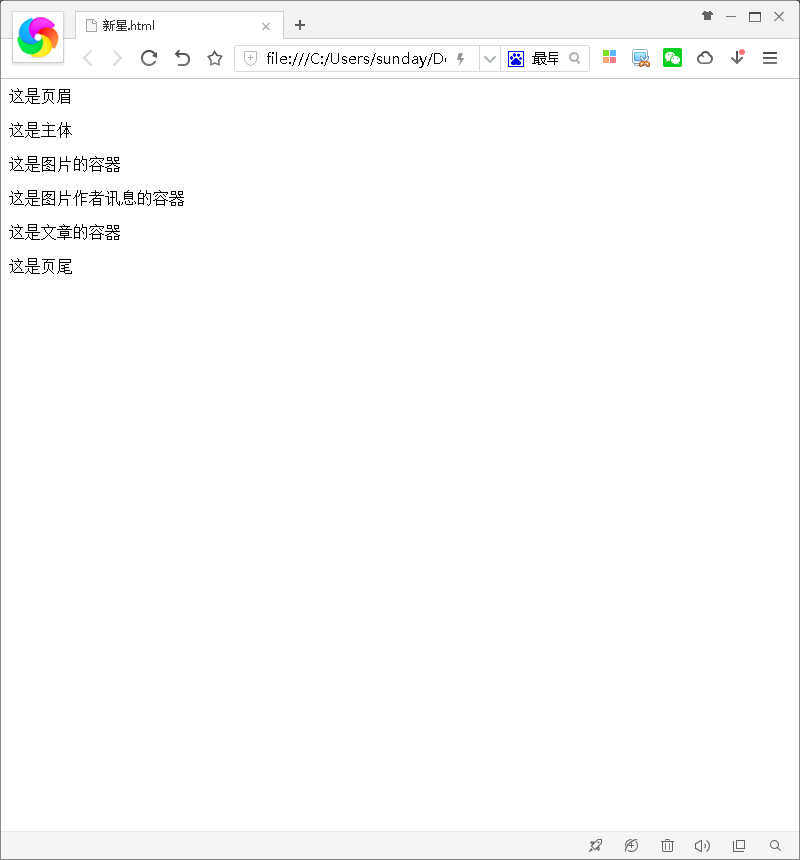 新星.html
file:///C:/Users/sunday/D
最
这是页眉
这是主体
这是图片的容器
这是图片作者讯息的容器
这是文章的容器
这是页尾